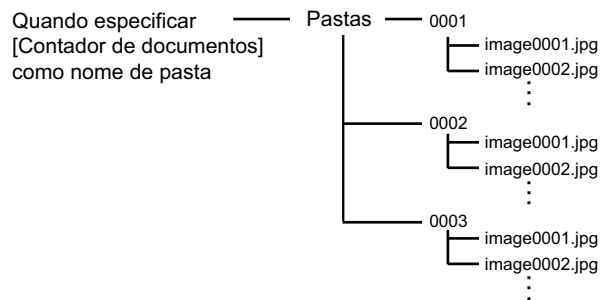 Quando especificar
[Contador de documentos]
como nome de pasta
Pastas
0001
image0001.jpg
image0002.jpg
0002
image0001.jpg
image0002.jpg
0003
image0001.jpg
image0002.jpg